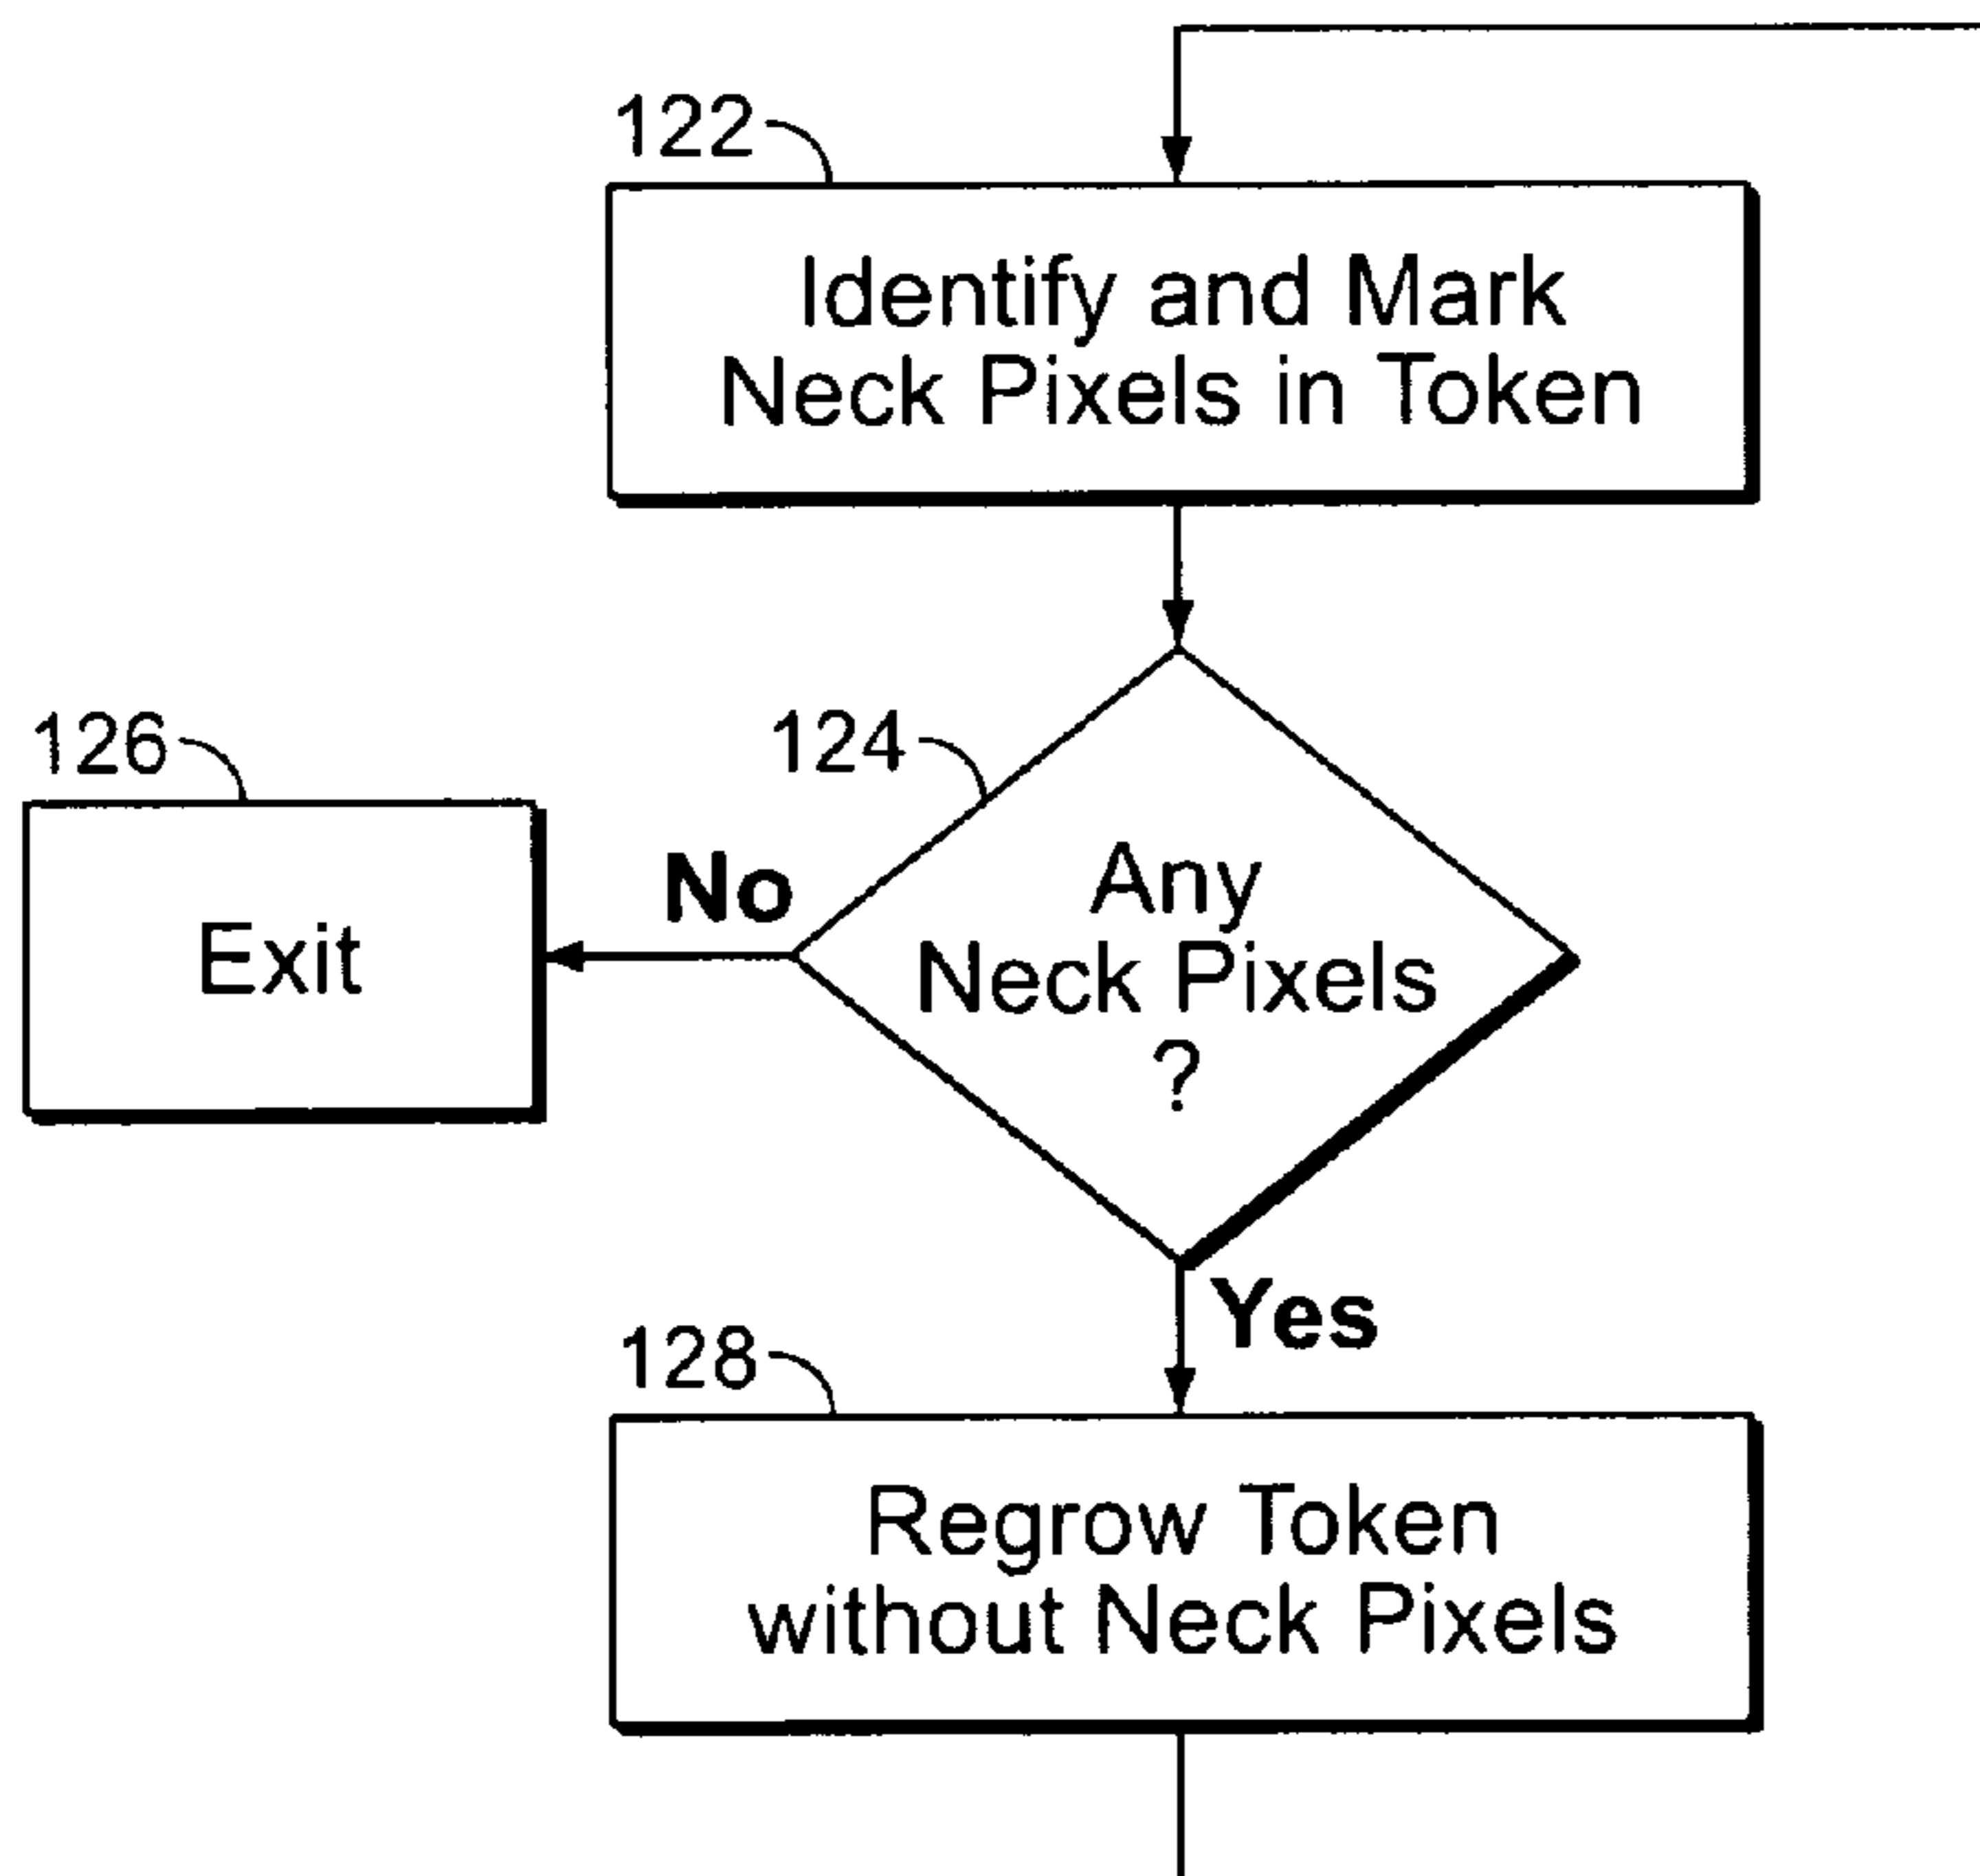 122
Identify and Mark
Neck Pixels in Token
126
124
No
Any
Neck Pixels
?
Exit
Yes
128
Regrow Token
without Neck Pixels